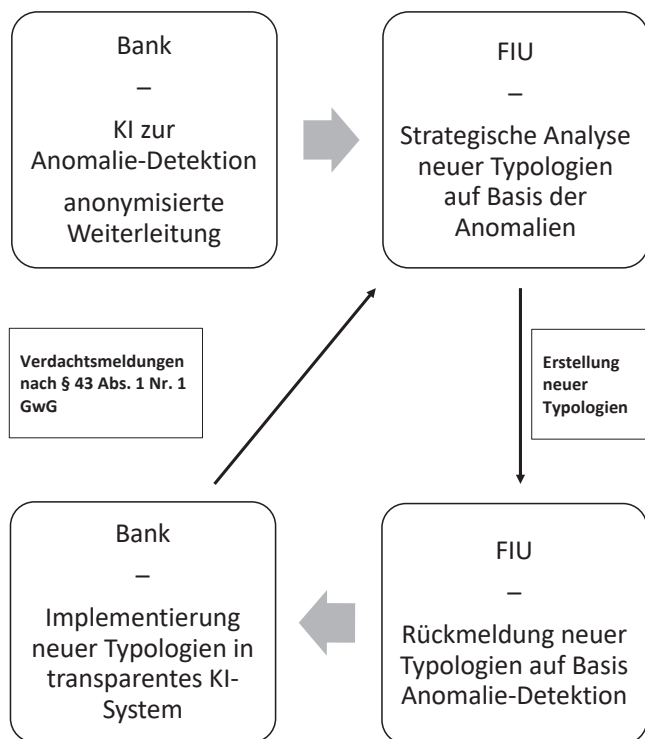 Bank
–
KI zur
Anomalie-Detektion
anonymisierte
Weiterleitung
FIU
–
Strategische Analyse
neuer Typologien
auf Basis der
Anomalien
Verdachtsmeldungen
nach § 43 Abs. 1 Nr. 1
GwG
Erstellung
neuer
Typologien
Bank
–
Implementierung
neuer Typologien in
transparentes KI-
System
FIU
–
Rückmeldung neuer
Typologien auf Basis
Anomalie-Detektion